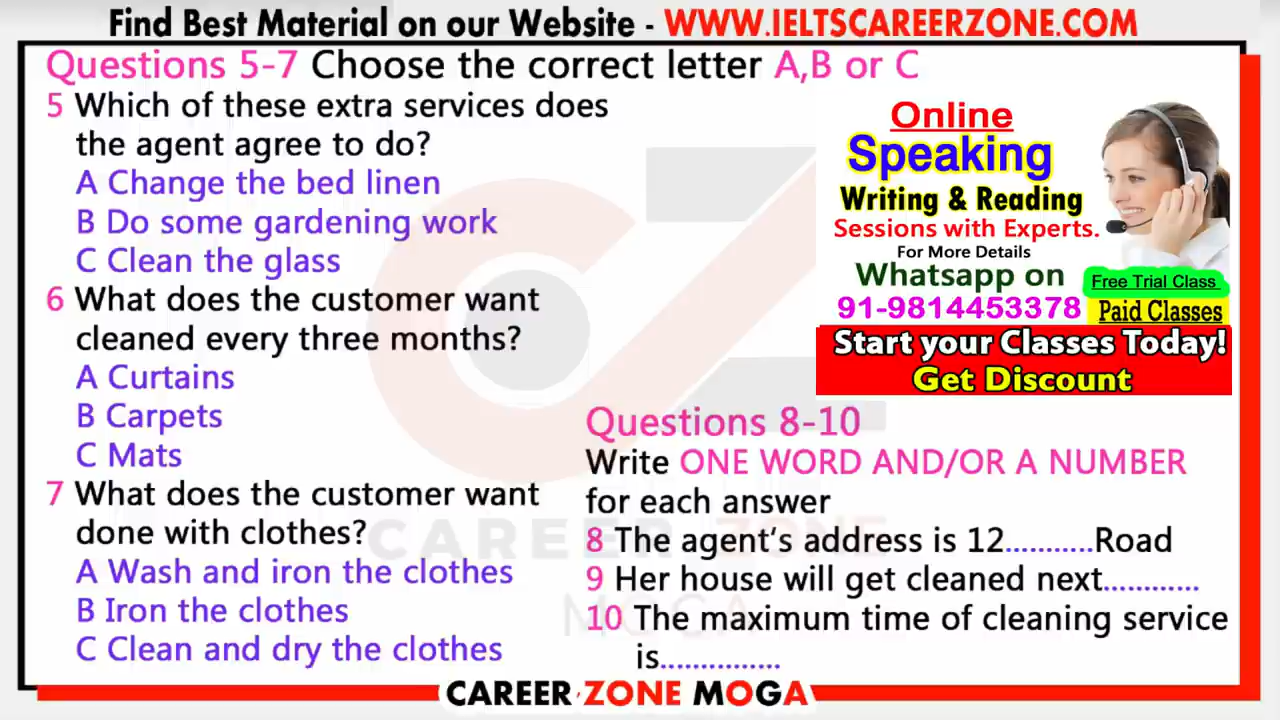 Find Best Material on our Website - WWW.IELTSCAREERZONE.COM
Questions 5-7 Choose the correct letter A,B or C
5 Which of these extra services does
the agent agree to do?
A Change the bed linen
B Do some gardening work
C Clean the glass
6 What does the customer want
cleaned every three months?
A Curtains
B Carpets
C Mats
7 What does the customer want
done with clothes?
A Wash and iron the clothes
B Iron the clothes
C Clean and dry the clothes
Online
Speaking
Writing & Reading
Sessions with Experts.
For More Details
Whatsapp on
91-9814453378
Free Trial Class
Paid Classes
Start your Classes Today!
Get Discount
Questions 8-10
Write ONE WORD AND/OR A NUMBER
for each answer
8 The agent's address is 12...........Road
9 Her house will get cleaned next............
10 The maximum time of cleaning service
is...............
CAREER ZONE
MOGA
CAREER ZONE MOGA